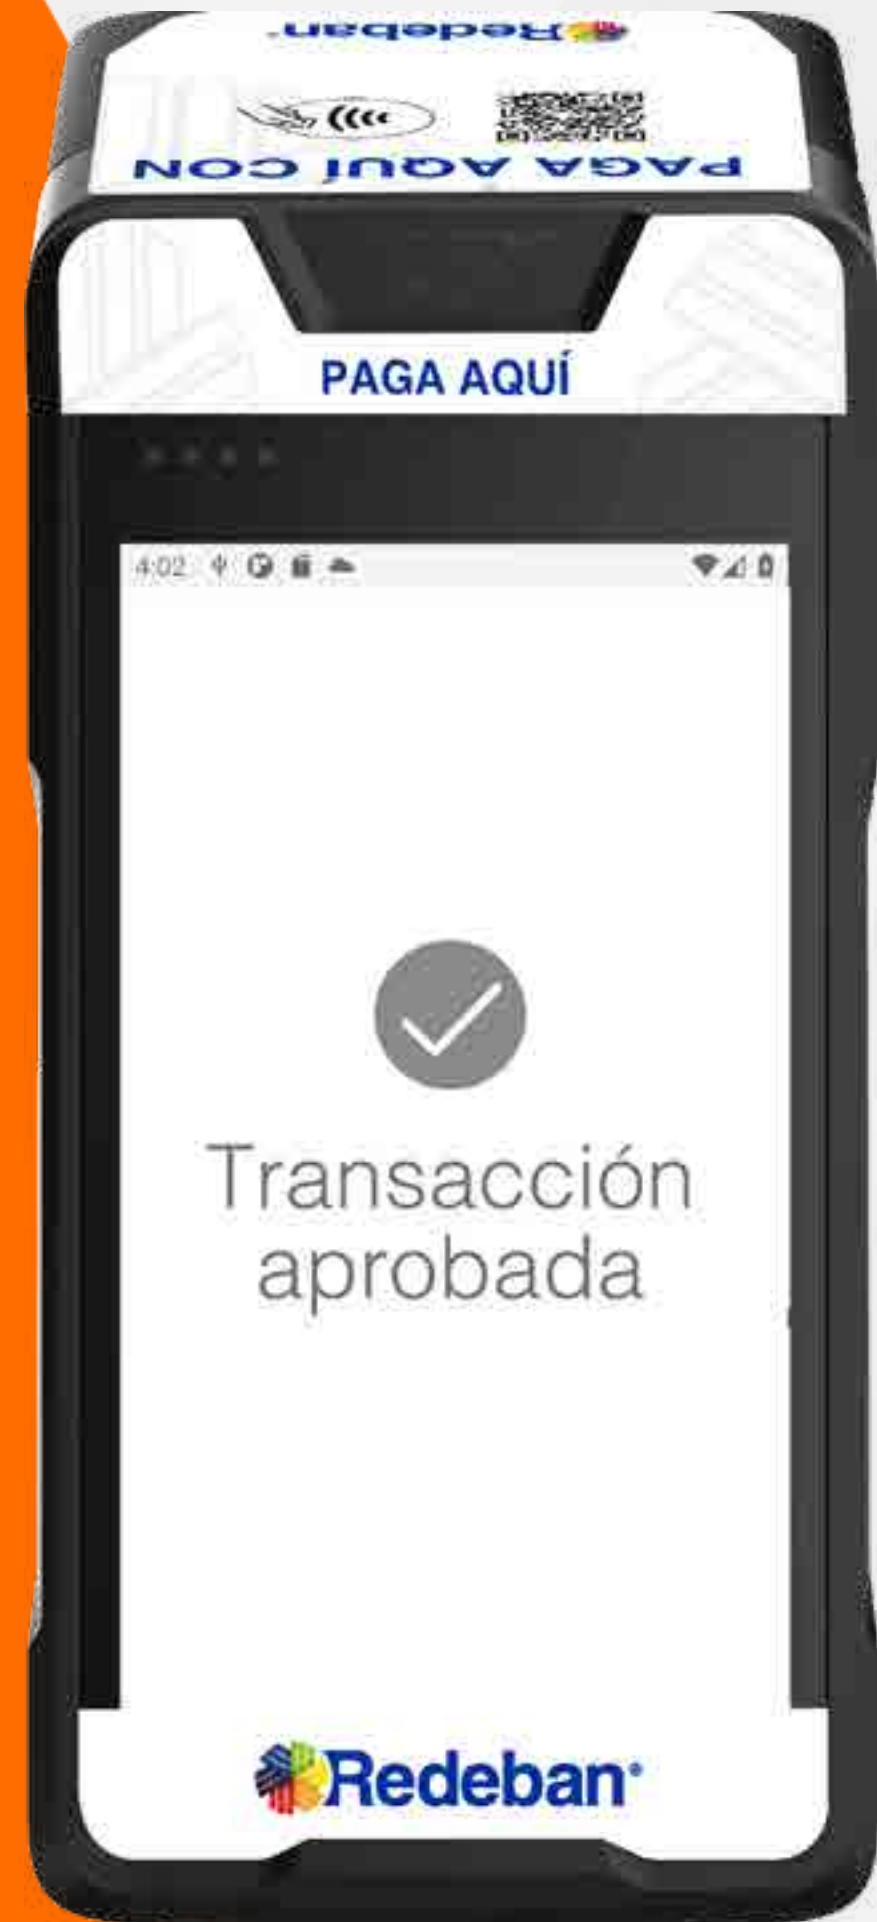 Redeban
PAGA AQUÍ CON
PAGA AQUÍ
4:02
Transacción
aprobada
Redeban